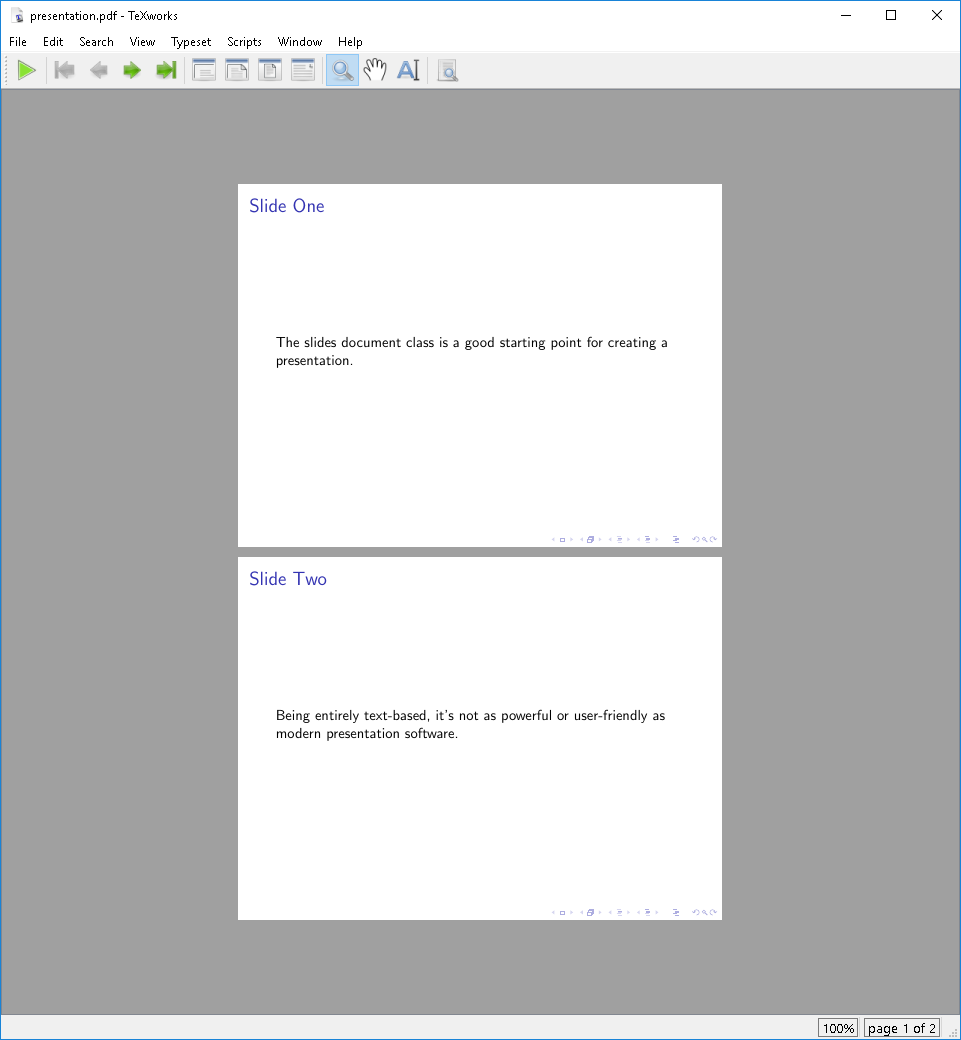 presentation.pdf - TeXworks
File Edit Search View Typeset Scripts Window Help
Slide One
The slides document class is a good starting point for creating a
presentation.
Slide Two
Being entirely text-based, it's not as powerful or user-friendly as
modern presentation software.
100% page 1 of 2